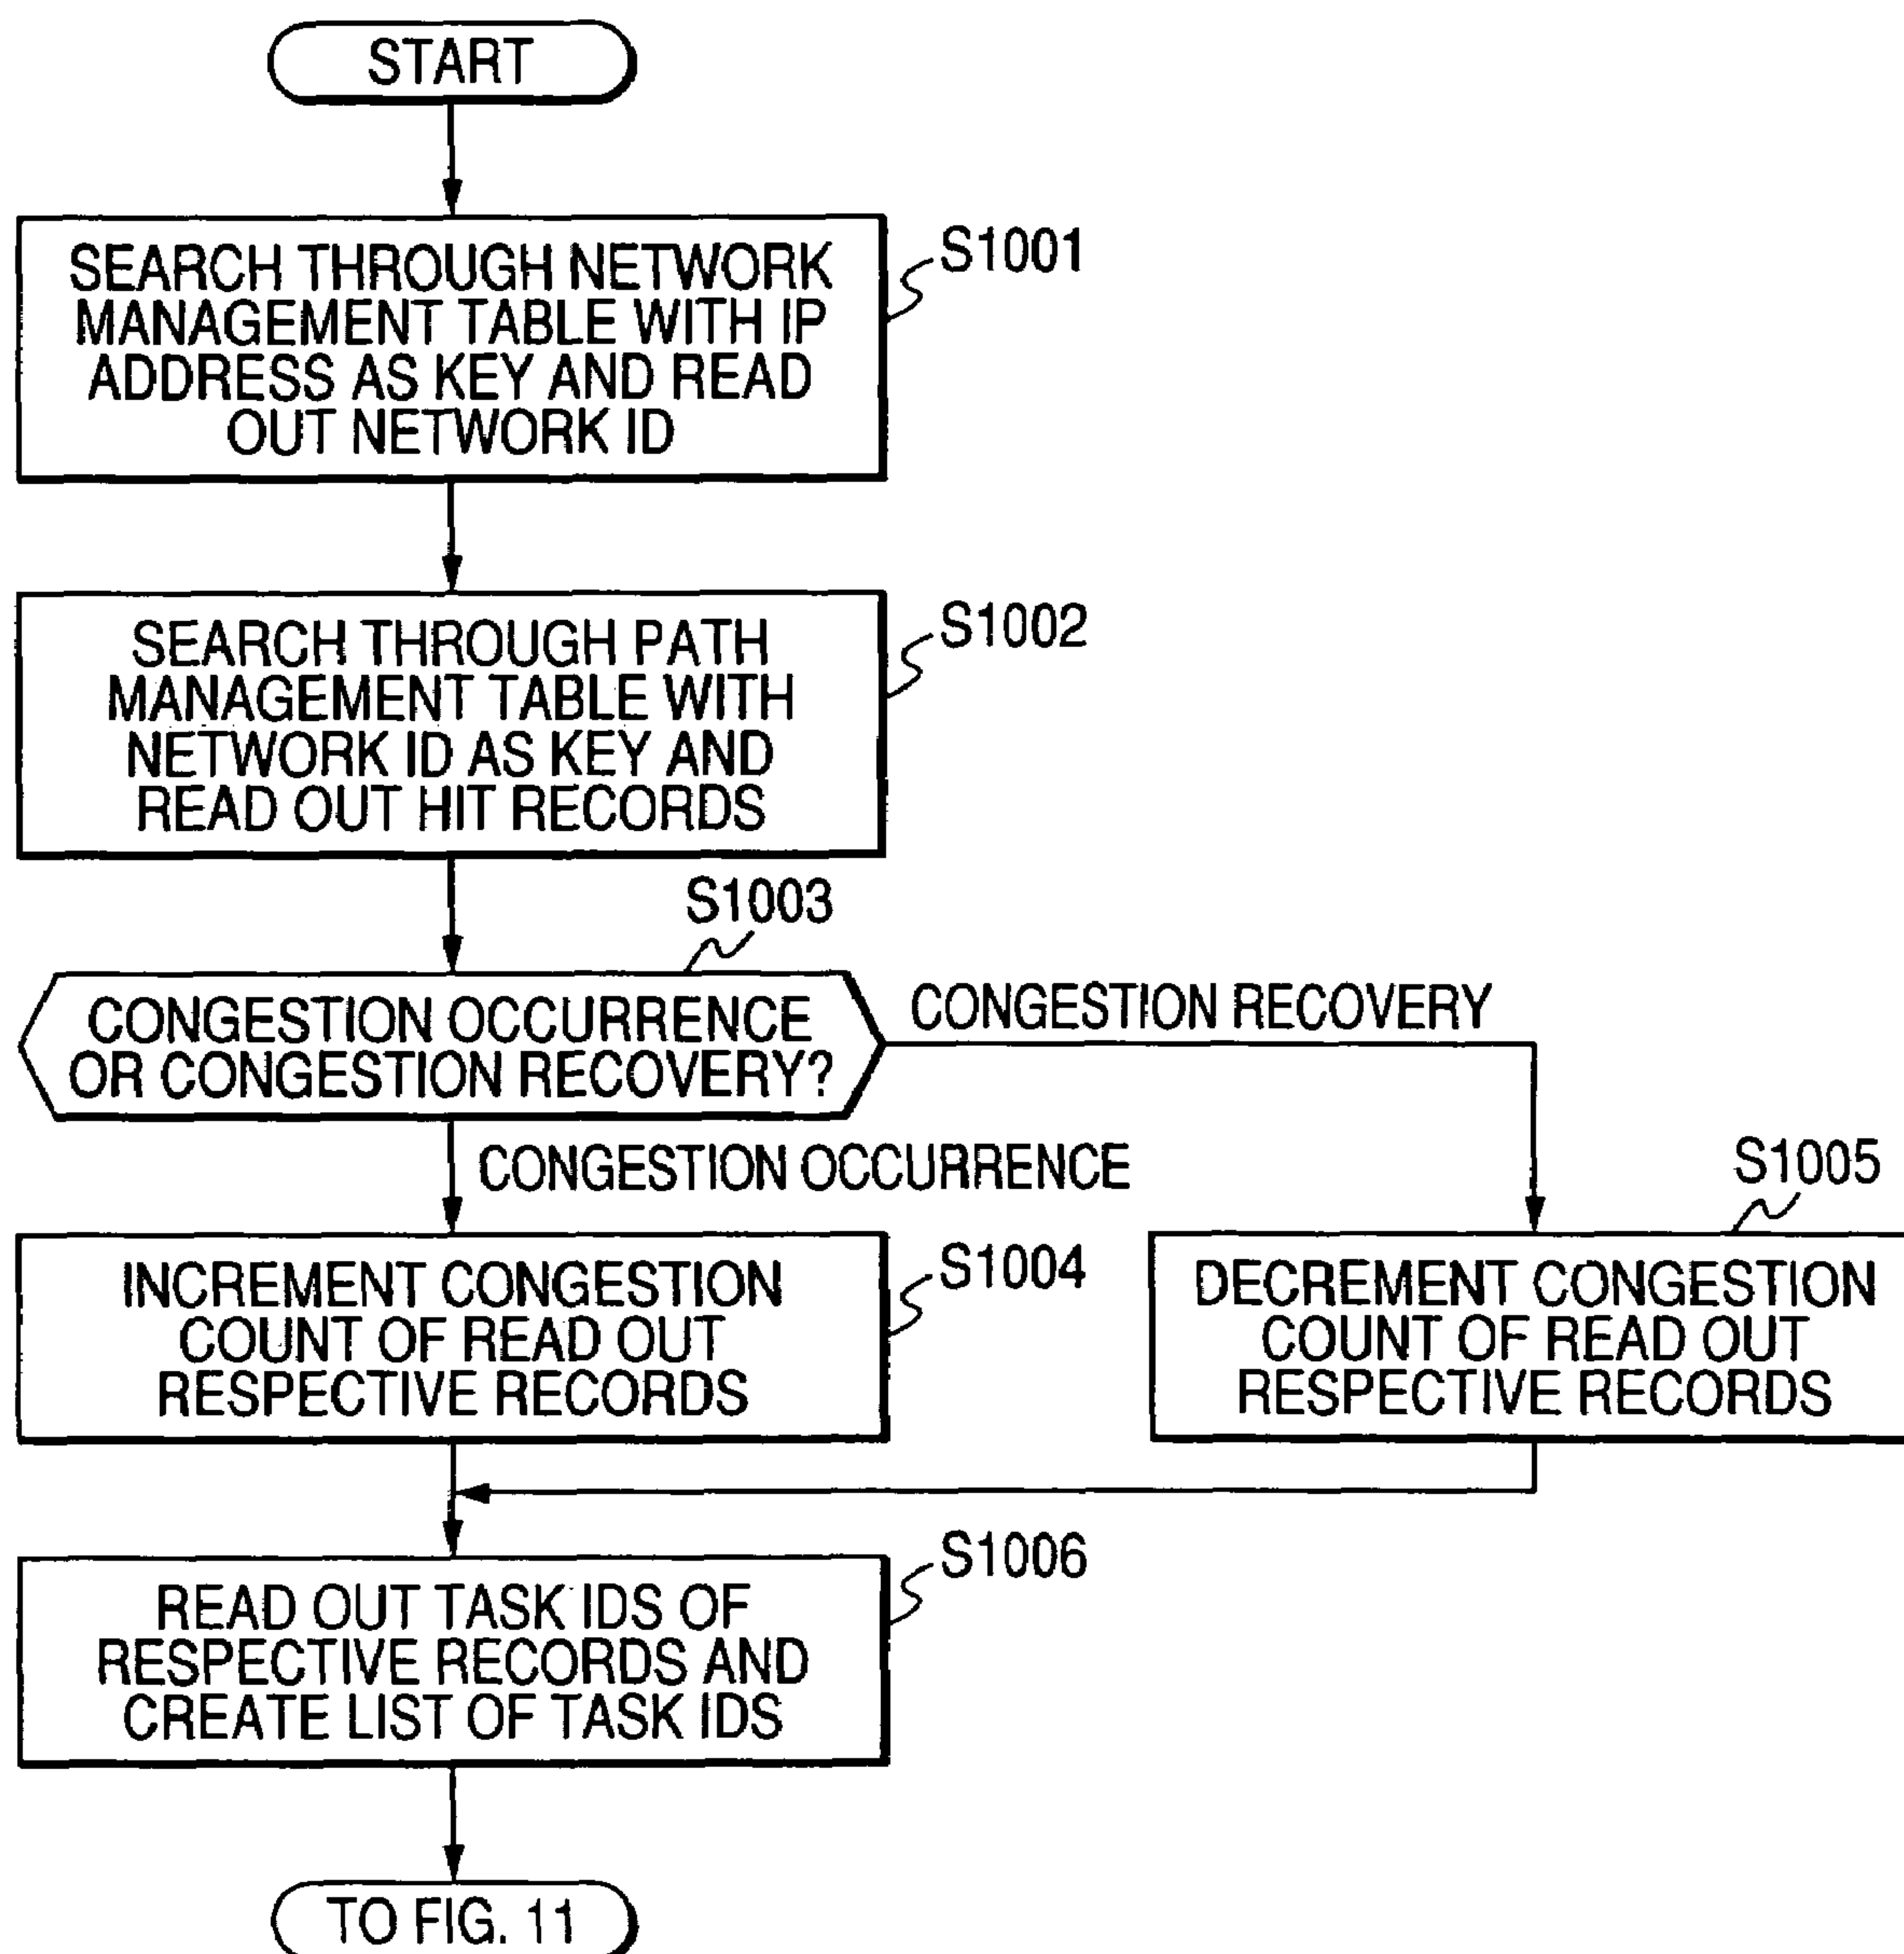 START
S1001
SEARCH THROUGH NETWORK
MANAGEMENT TABLE WITH IP
ADDRESS AS KEY AND READ
OUT NETWORK ID
S1002
SEARCH THROUGH PATH
MANAGEMENT TABLE WITH
NETWORK ID AS KEY AND
READ OUT HIT RECORDS
S1003
CONGESTION OCCURRENCE
OR CONGESTION RECOVERY?
CONGESTION RECOVERY
CONGESTION OCCURRENCE
S1004
INCREMENT CONGESTION
COUNT OF READ OUT
RESPECTIVE RECORDS
S1005
DECREMENT CONGESTION
COUNT OF READ OUT
RESPECTIVE RECORDS
S1006
READ OUT TASK IDS OF
RESPECTIVE RECORDS AND
CREATE LIST OF TASK IDS
TO FIG. 11